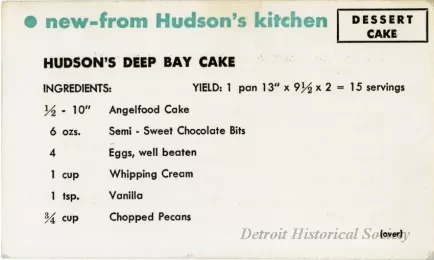 ● new-from Hudson's kitchen
DESSERT
CAKE
HUDSON'S DEEP BAY CAKE
INGREDIENTS: YIELD: 1 pan 13" x 9½ x 2 = 15 servings
½ - 10" Angelfood Cake
6 ozs. Semi - Sweet Chocolate Bits
4 Eggs, well beaten
1 cup Whipping Cream
1 tsp. Vanilla
¾ cup Chopped Pecans
(over)
Detroit Historical Society